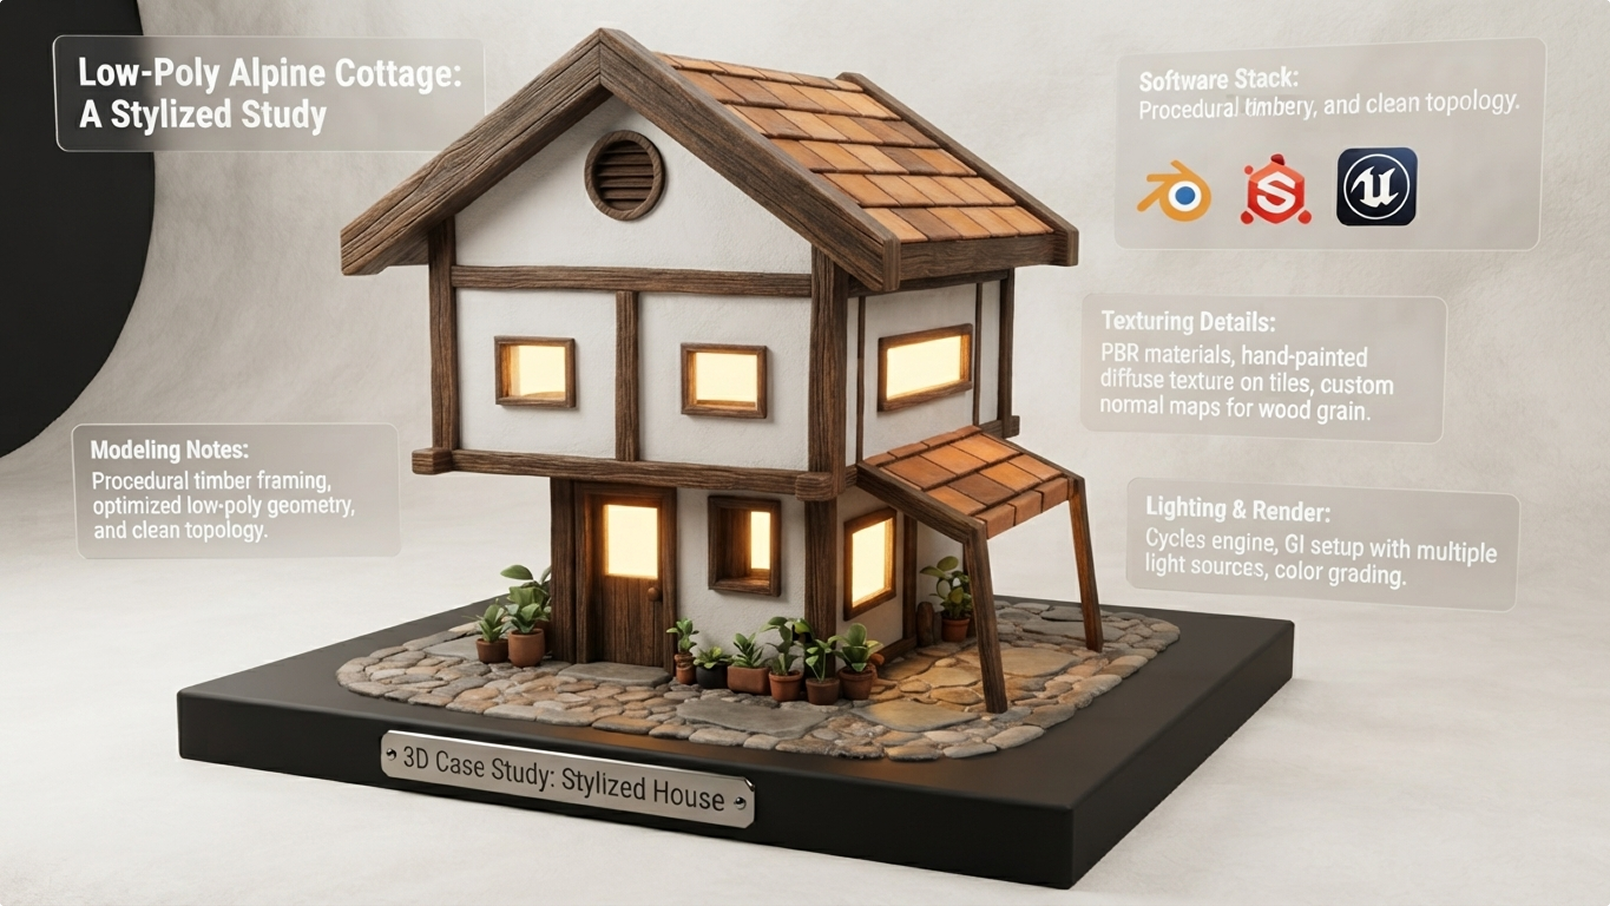 Low-Poly Alpine Cottage:
A Stylized Study
Software Stack:
Procedural timbery, and clean topology.
Texturing Details:
PBR materials, hand-painted
diffuse texture on tiles, custom
normal maps for wood grain.
Modeling Notes:
Procedural timber framing,
optimized low-poly geometry,
and clean topology.
Lighting & Render:
Cycles engine, GI setup with multiple
light sources, color grading.
3D Case Study: Stylized House